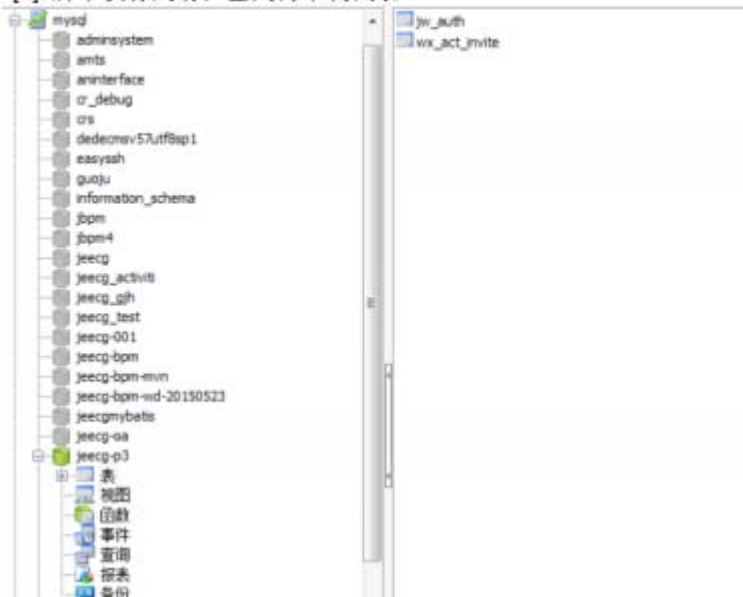 mysql
adminsystem
amts
aninterface
cr_debug
crs
dedecmsv57utf8sp1
easyssh
guoju
information_schema
jbpm
jbpm4
jeecg
jeecg_activiti
jeecg_gjh
jeecg_test
jeecg-001
jeecg-bpm
jeecg-bpm-mvn
jeecg-bpm-wd-20150523
jeecgmybatis
jeecg-oa
jeecg-p3
表
视图
函数
事件
查询
报表
备份
jw_auth
wx_act_invite